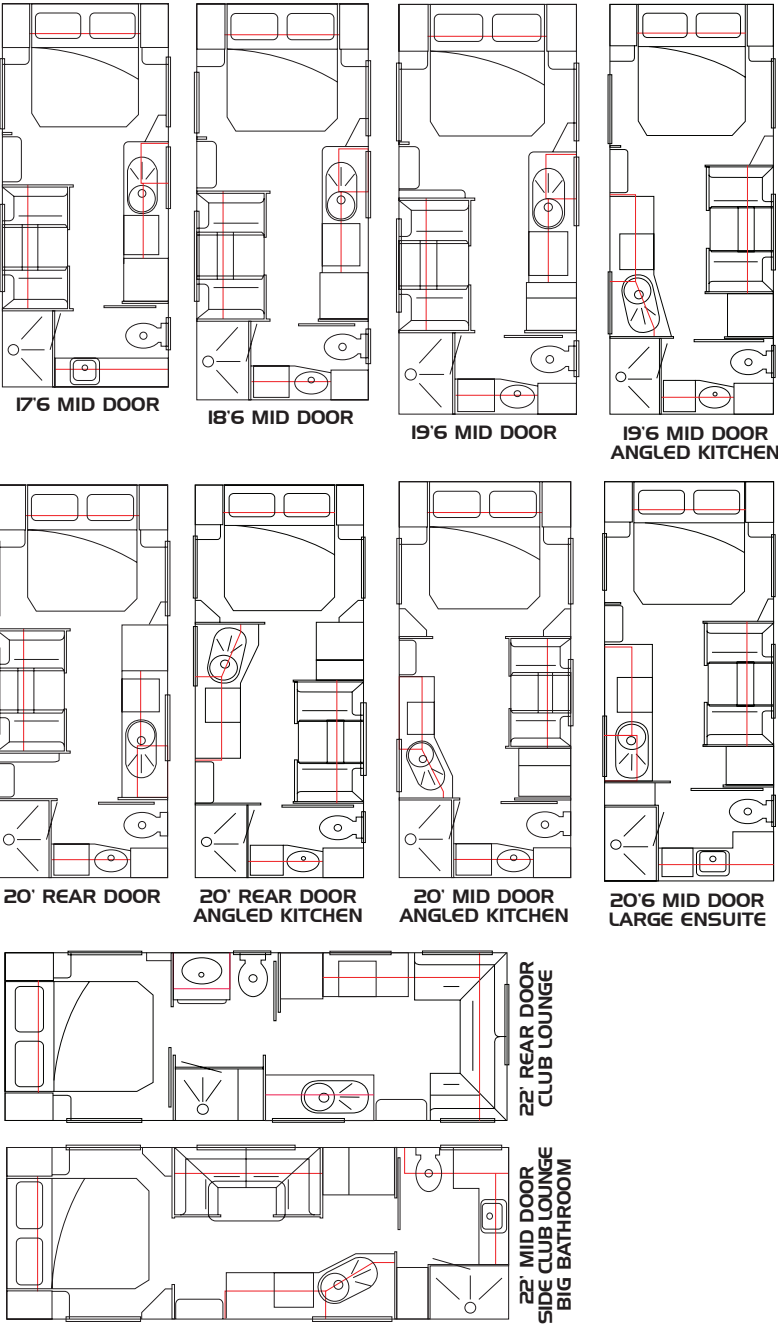 17'6 MID DOOR
18'6 MID DOOR
19'6 MID DOOR
19'6 MID DOOR
ANGLED KITCHEN
20' REAR DOOR
20' REAR DOOR
ANGLED KITCHEN
20' MID DOOR
ANGLED KITCHEN
20'6 MID DOOR
LARGE ENSUITE
22' REAR DOOR
CLUB LOUNGE
22' MID DOOR
SIDE CLUB LOUNGE
BIG BATHROOM